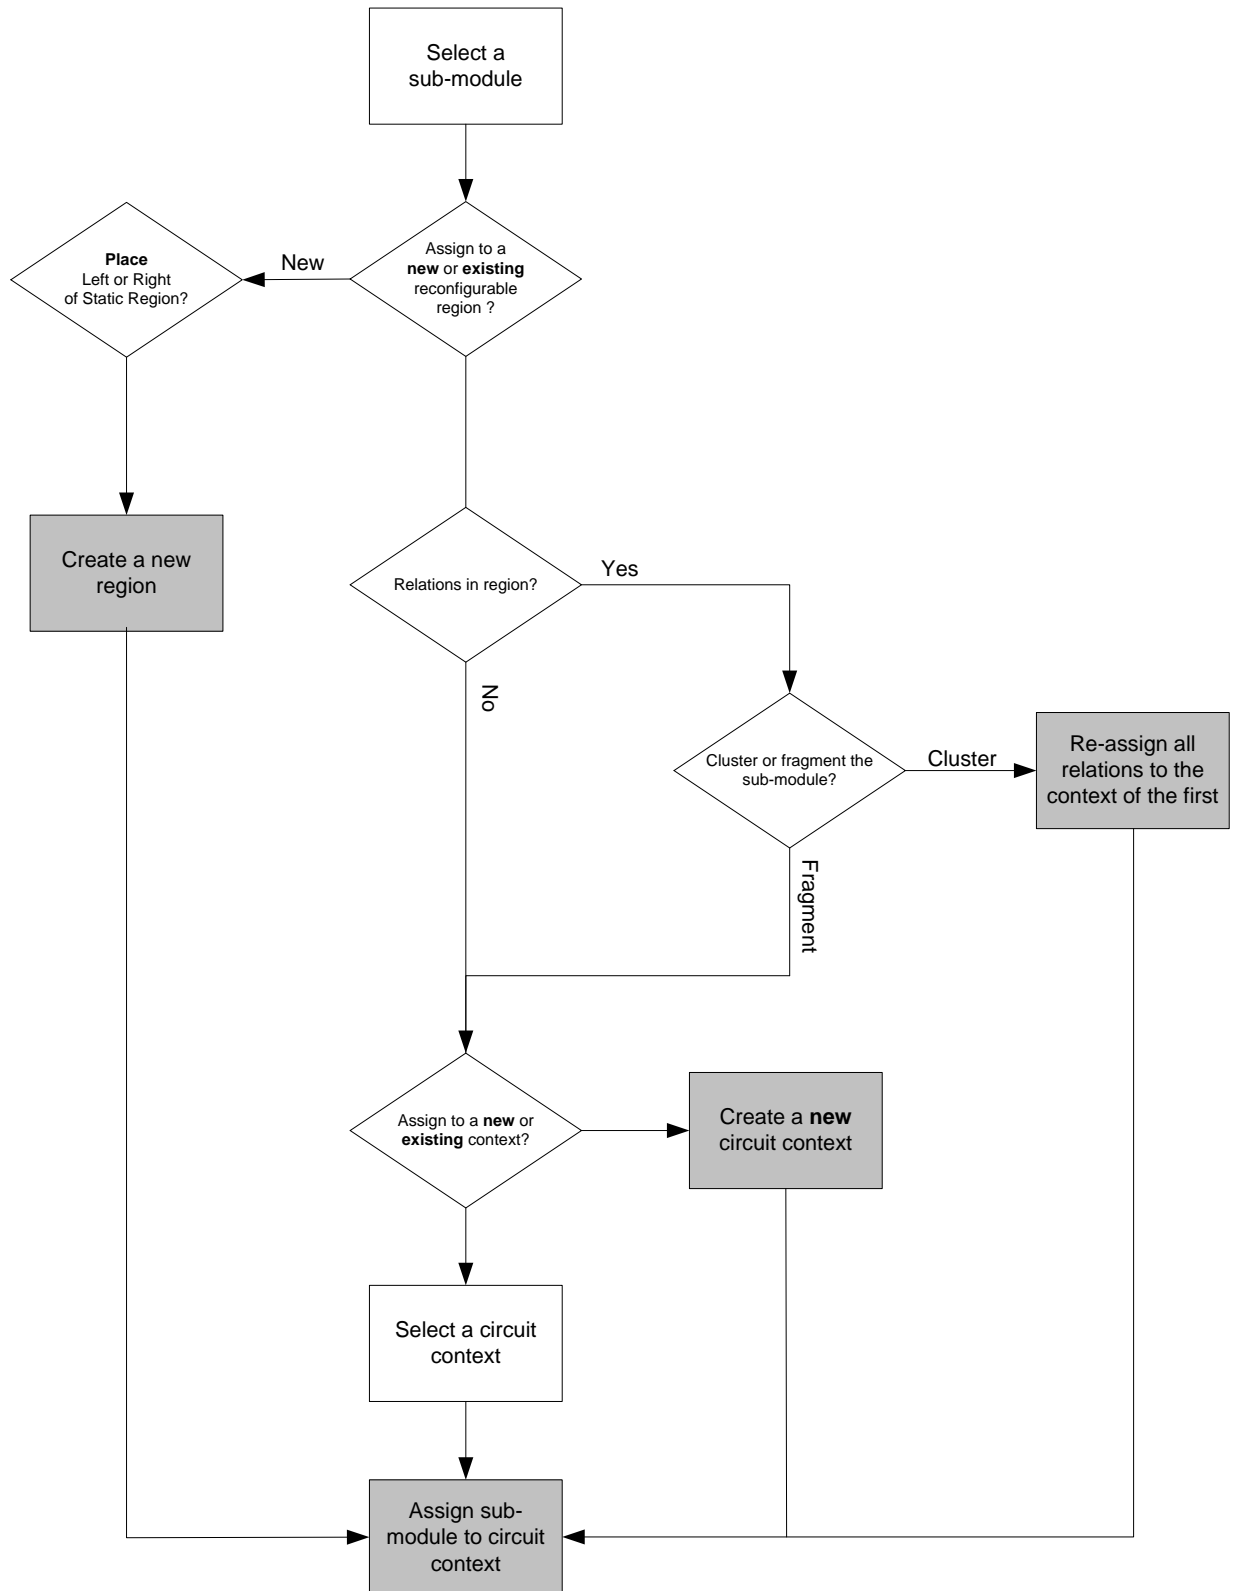 Select a
sub-module
Assign to a
new or existing
reconfigurable
region ?
New
Place
Left or Right
of Static Region?
Create a new
region
Relations in region?
Yes
No
Cluster or fragment the
sub-module?
Cluster
Re-assign all
relations to the
context of the first
Fragment
Assign to a new or
existing context?
Create a new
circuit context
Select a circuit
context
Assign sub-
module to circuit
context